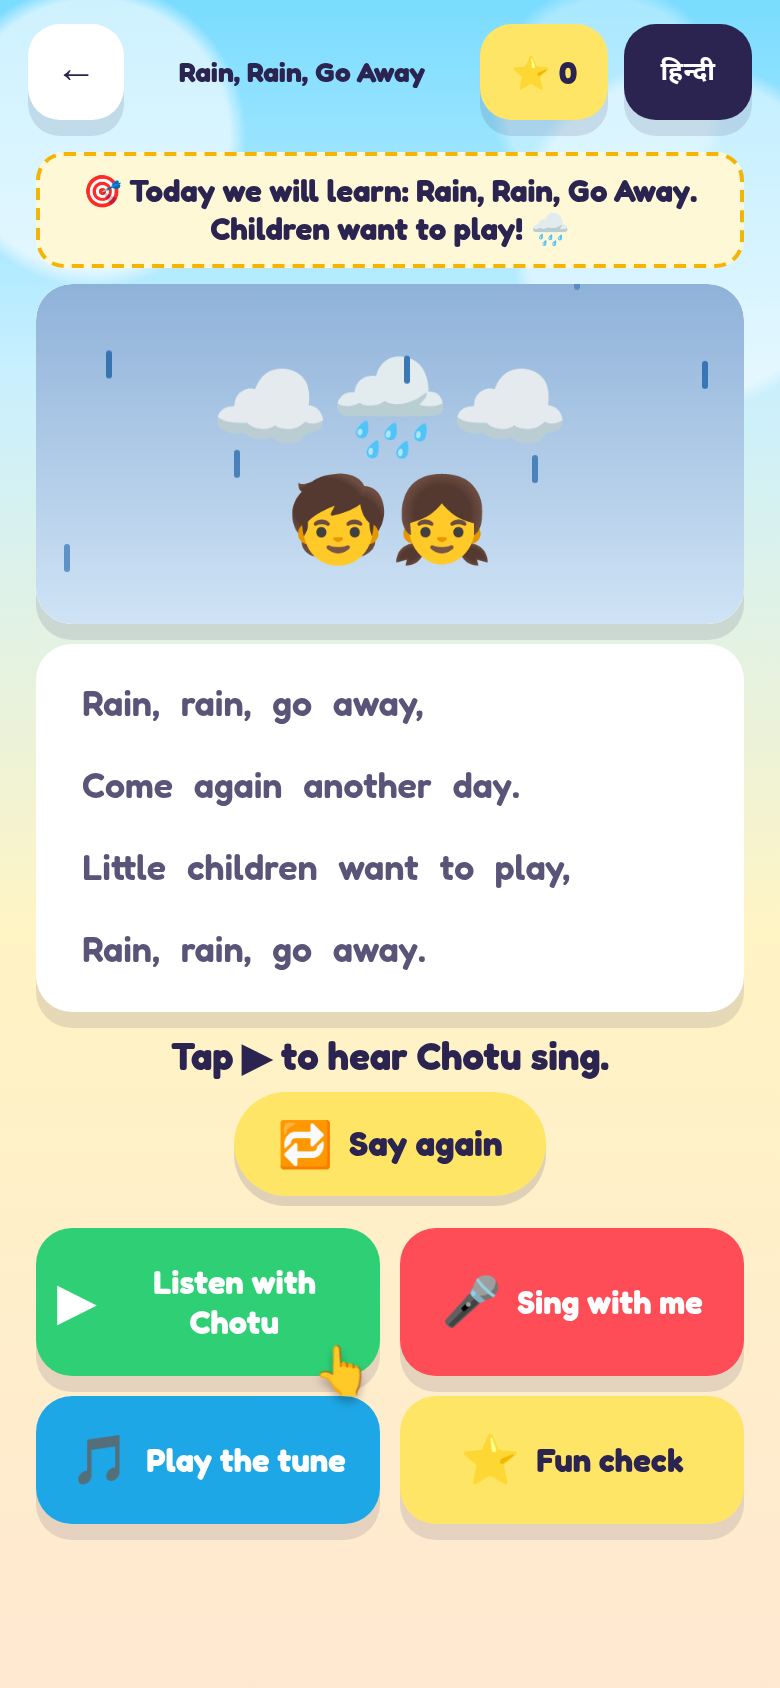 ← Rain, Rain, Go Away ⭐ 0 हिन्दी
🎯 Today we will learn: Rain, Rain, Go Away.
Children want to play! 🌧️
Rain, rain, go away,
Come again another day.
Little children want to play,
Rain, rain, go away.
Tap ▶ to hear Chotu sing.
🔁 Say again
▶ Listen with
Chotu
🎤 Sing with me
🎵 Play the tune
⭐ Fun check